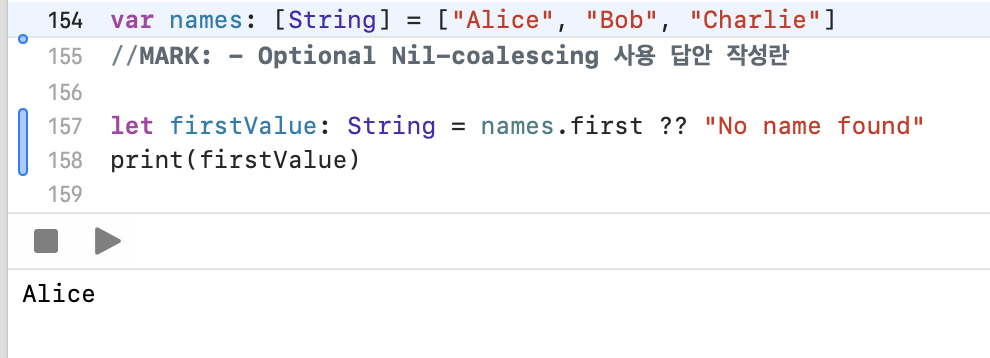 154 var names: [String] = ["Alice", "Bob", "Charlie"]
155 //MARK: - Optional Nil-coalescing 사용 답안 작성란
156
157 let firstValue: String = names.first ?? "No name found"
158 print(firstValue)
159
Alice